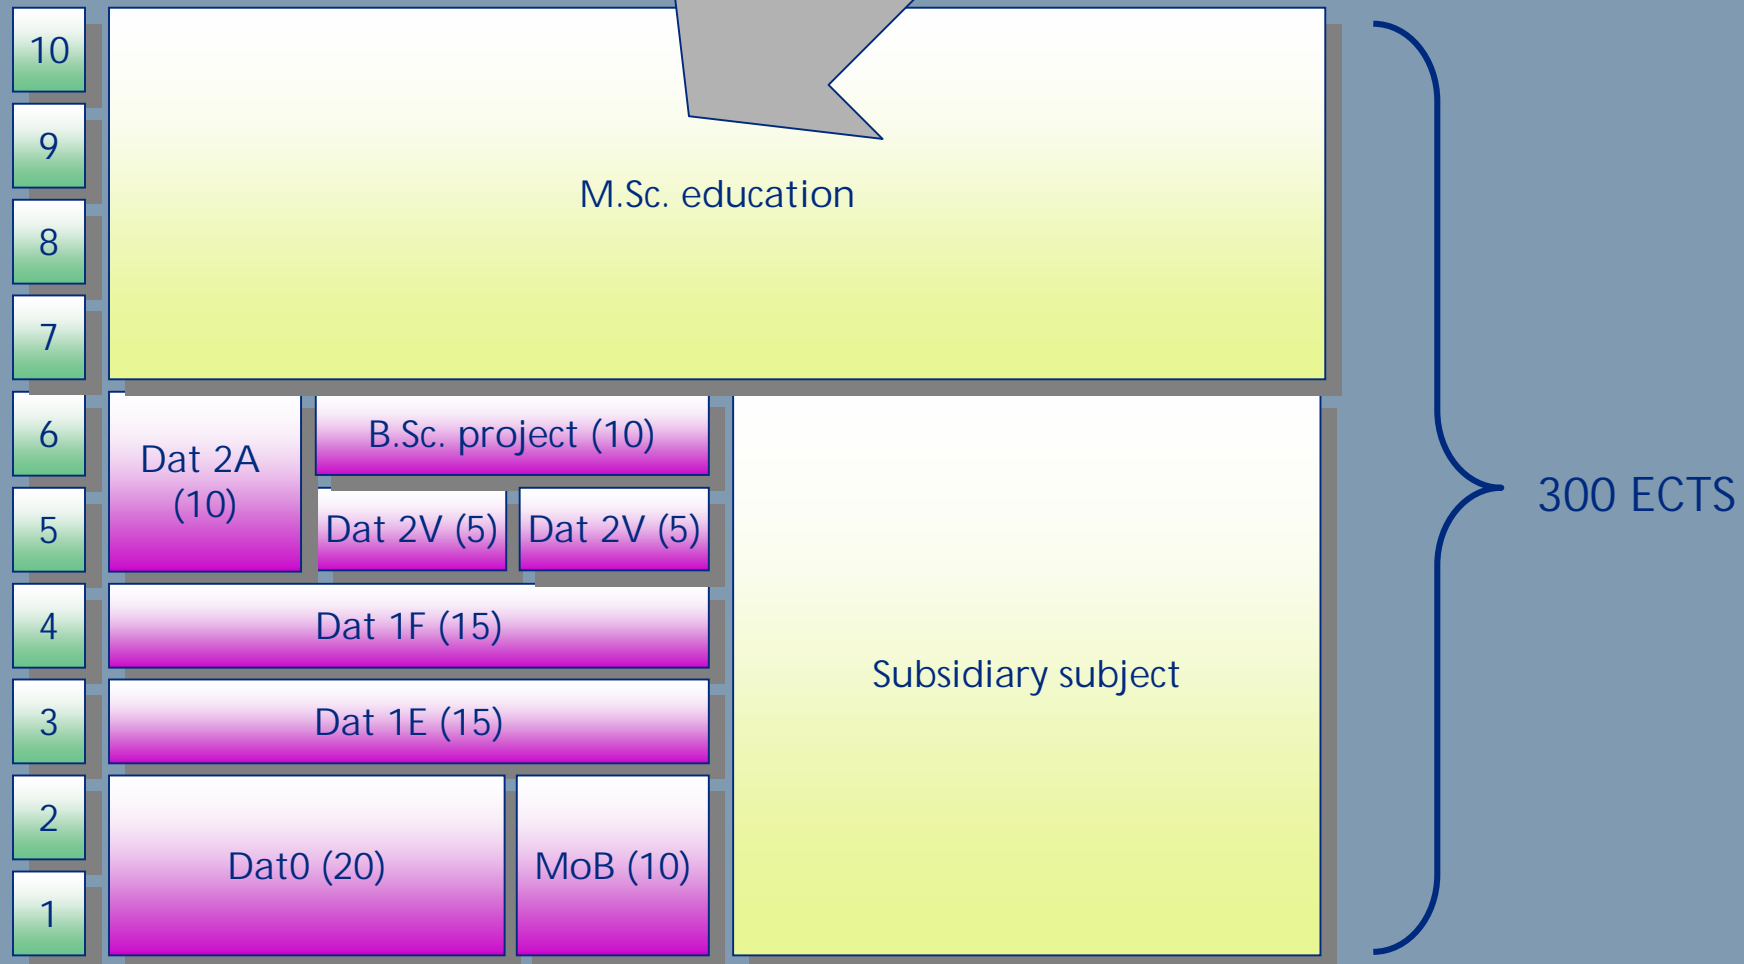 10
9
8
7
6
5
4
3
2
1
M.Sc. education
Dat 2A
(10)
B.Sc. project (10)
Dat 2V (5)
Dat 2V (5)
Dat 1F (15)
Dat 1E (15)
Dat0 (20)
MoB (10)
Subsidiary subject
300 ECTS